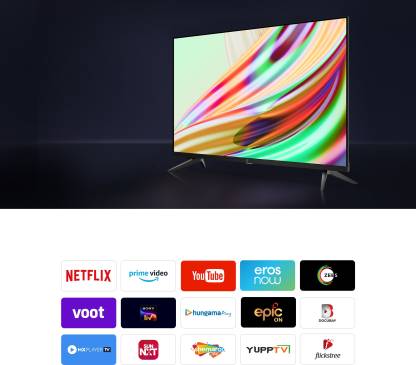 NETFLIX
prime video
YouTube
eros now
ZEE5
voot
SONY LIV
hungama play
epic ON
DOCUBAY
MX PLAYER TV
SUN NXT
shemaroo
YUPPTV
flickstree